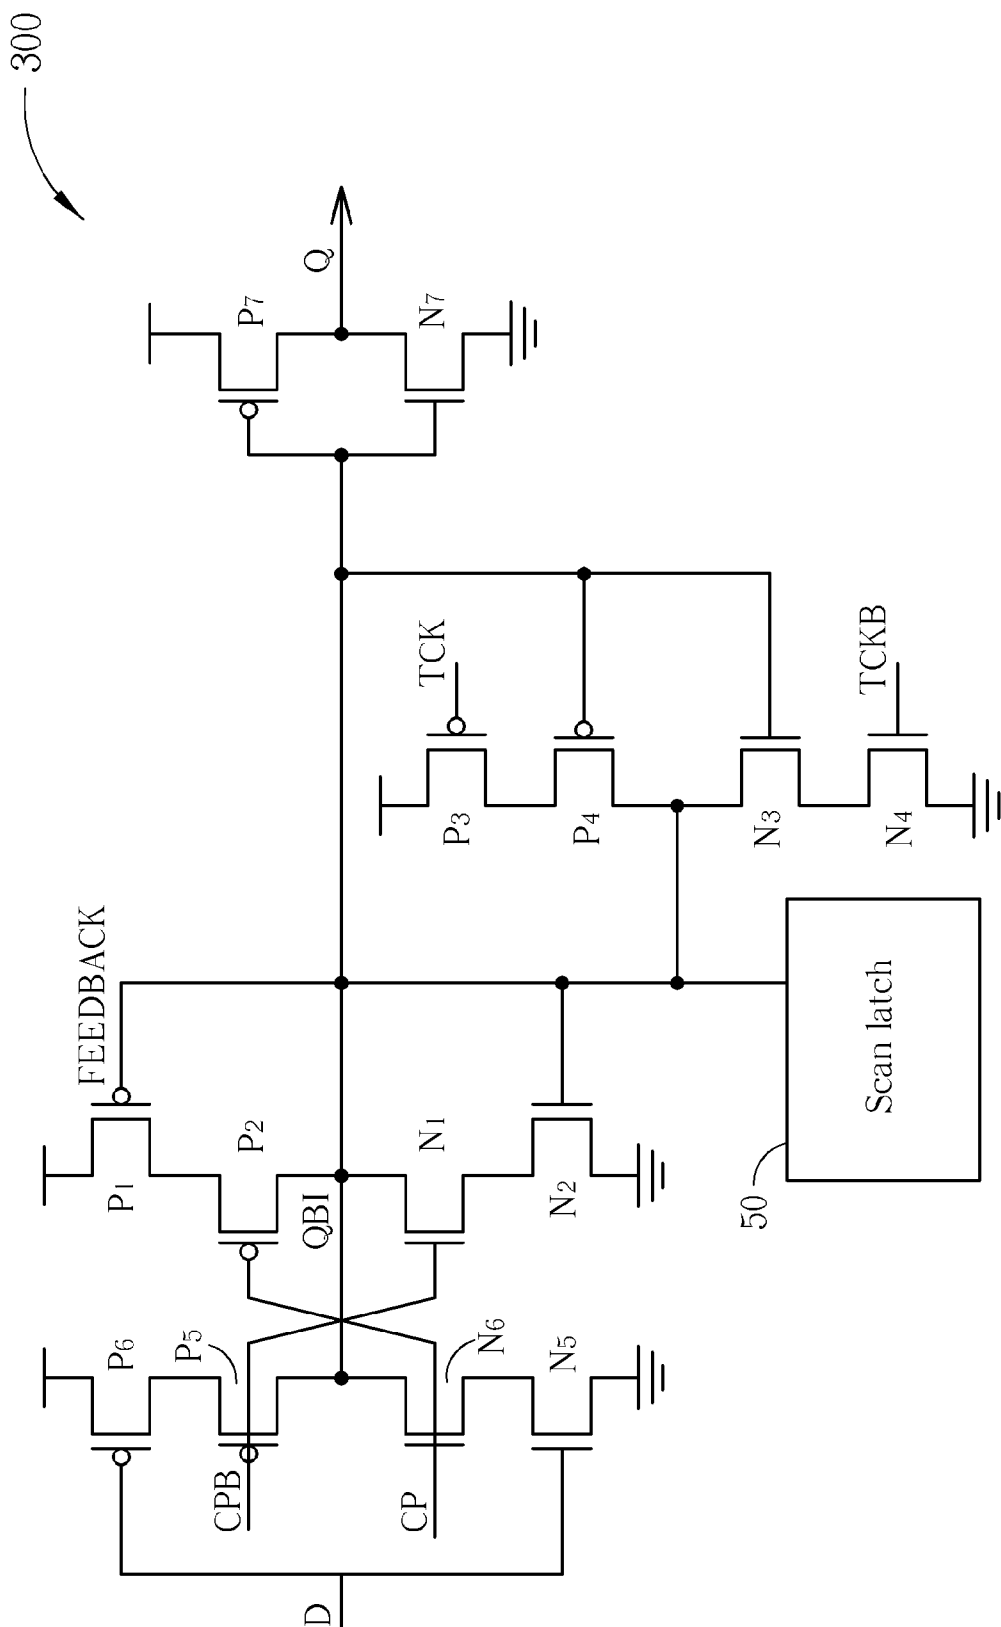 300
Q
P7
N7
TCK
TCKB
P3
P4
N3
N4
FEEDBACK
P1
P2
QBI
N1
N2
Scan latch
50
P6
P5
N6
N5
CPB
CP
D